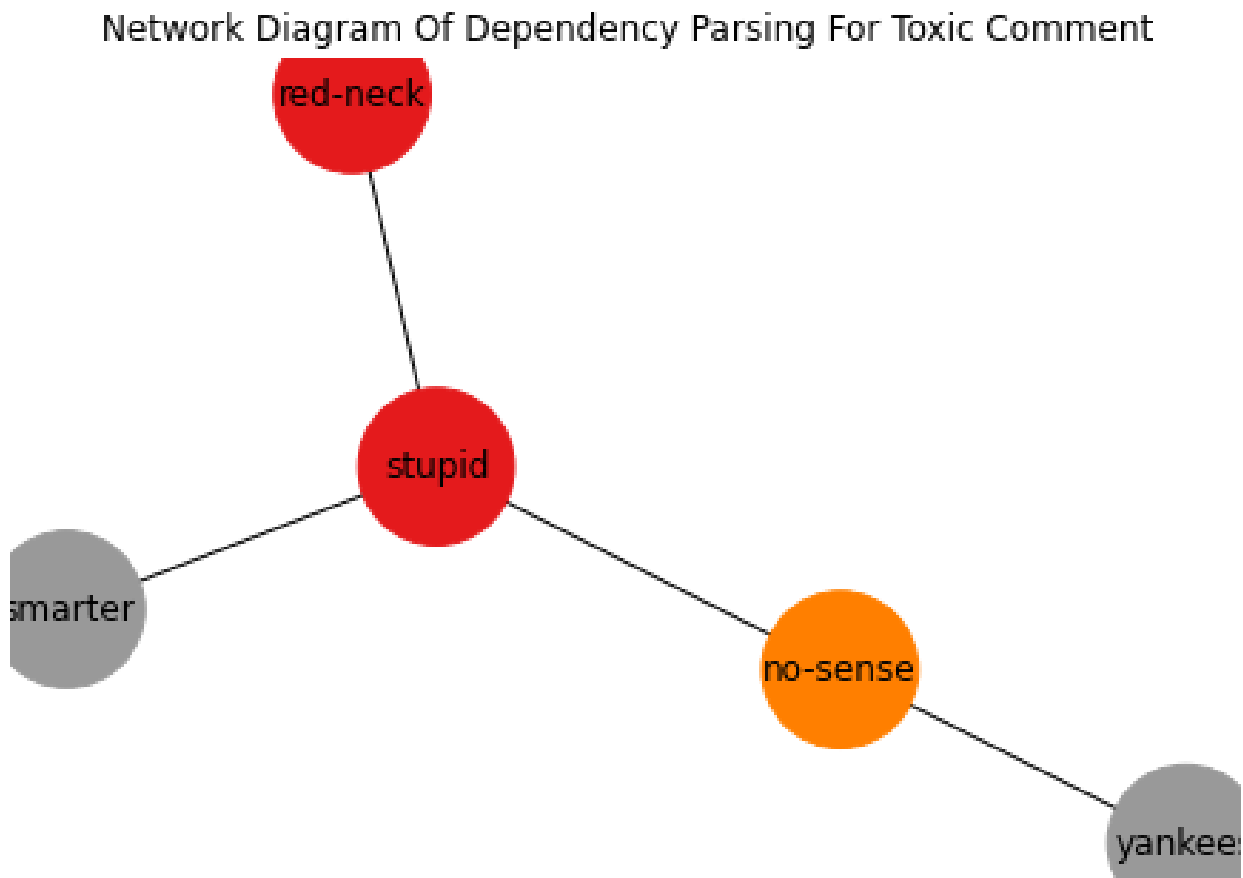 Network Diagram Of Dependency Parsing For Toxic Comment
red-neck
stupid
smarter
no-sense
yankees